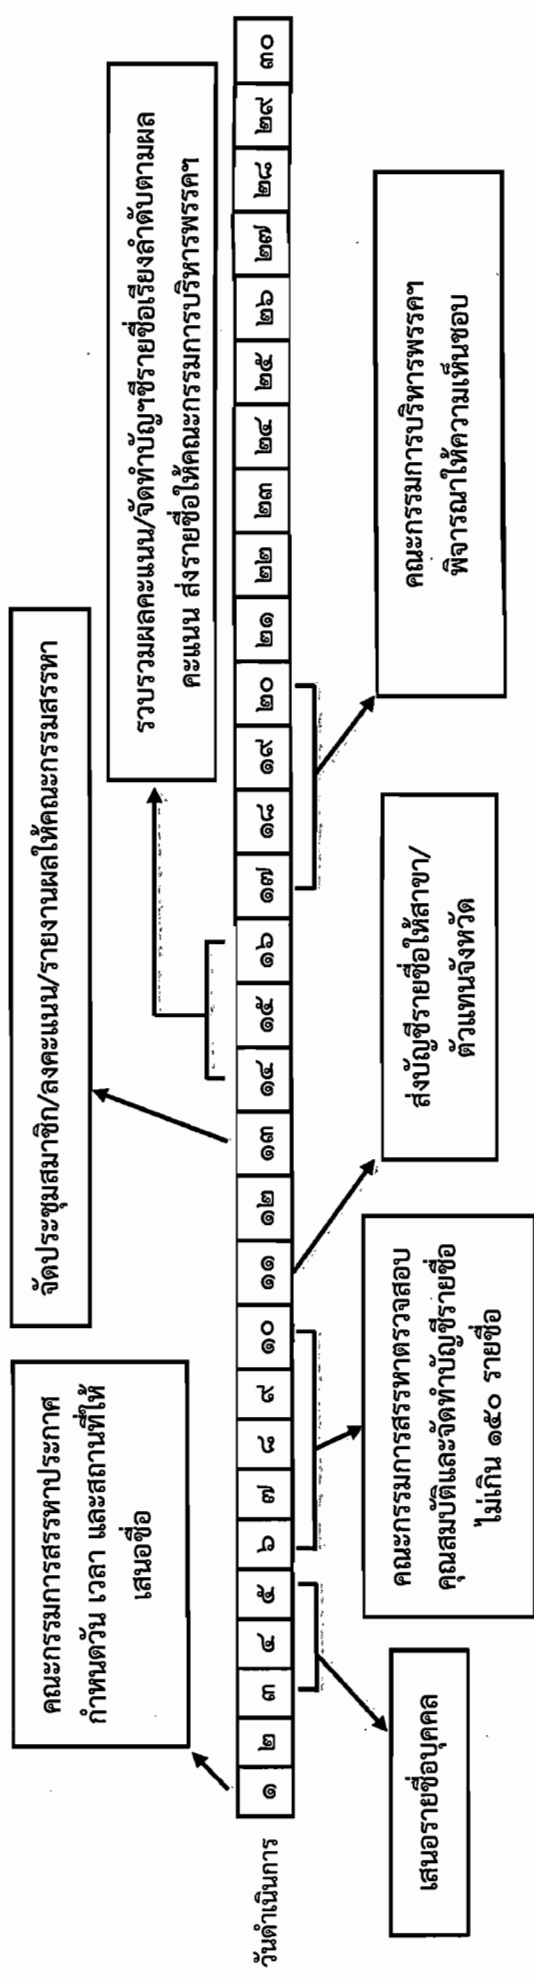 จัดประชุมสมาชิก/ลงคะแนน/รายงานผลให้คณะกรรมสรรหา
คณะกรรมการสรรหาประกาศ
กำหนดวัน เวลา และสถานที่ให้
เสนอชื่อ
รวบรวมผลคะแนน/จัดทำบัญฯชีรายชื่อเรียงลำดับตามผล
คะแนน ส่งรายชื่อให้คณะกรรมการบริหารพรรคฯ
วันดำเนินการ ๑ ๒ ๓ ๔ ๕ ๖ ๗ ๘ ๙ ๑๐ ๑๑ ๑๒ ๑๓ ๑๔ ๑๕ ๑๖ ๑๗ ๑๘ ๑๙ ๒๐ ๒๑ ๒๒ ๒๓ ๒๔ ๒๕ ๒๖ ๒๗ ๒๘ ๒๙ ๓๐
เสนอรายชื่อบุคคล
คณะกรรมการสรรหาตรวจสอบ
คุณสมบัติและจัดทำบัญชีรายชื่อ
ไม่เกิน ๑๕๐ รายชื่อ
ส่งบัญชีรายชื่อให้สาขา/
ตัวแทนจังหวัด
คณะกรรมการบริหารพรรคฯ
พิจารณาให้ความเห็นชอบ